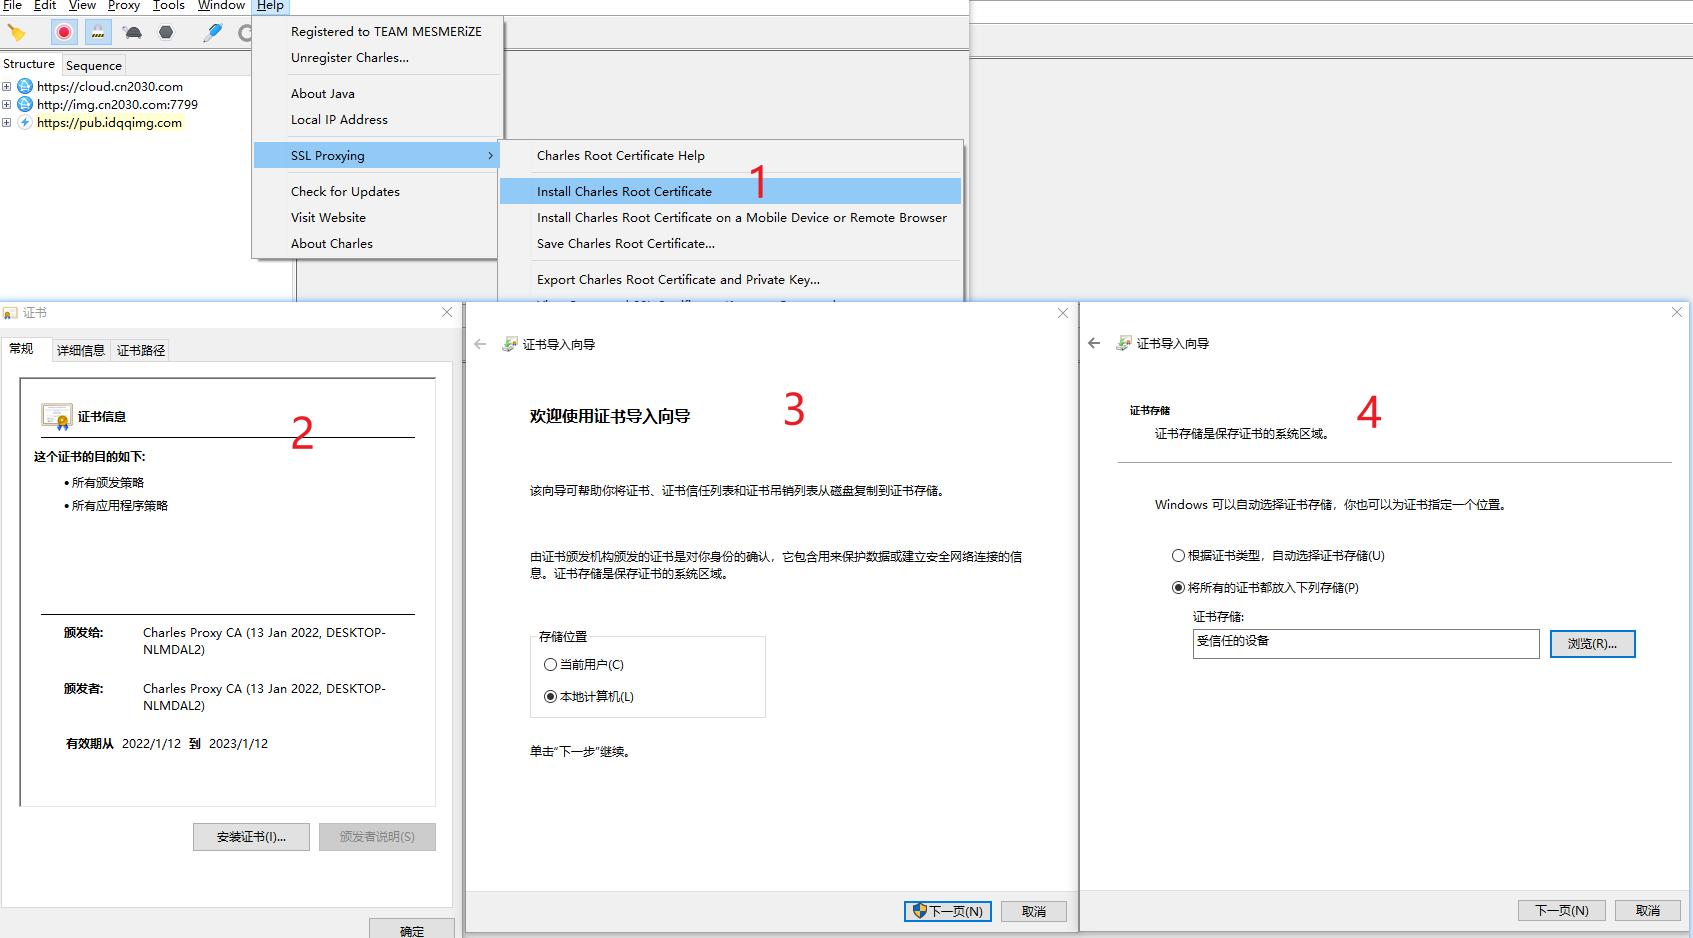 File Edit View Proxy Tools Window Help
Registered to TEAM MESMERiZE
Unregister Charles...
About Java
Local IP Address
SSL Proxying
Check for Updates
Visit Website
About Charles
Structure Sequence
https://cloud.cn2030.com
http://img.cn2030.com:7799
https://pub.idqqimg.com
Charles Root Certificate Help
1
Install Charles Root Certificate
Install Charles Root Certificate on a Mobile Device or Remote Browser
Save Charles Root Certificate...
Export Charles Root Certificate and Private Key...
证书
常规 详细信息 证书路径
证书信息
2
这个证书的目的如下:
•所有颁发策略
•所有应用程序策略
颁发给: Charles Proxy CA (13 Jan 2022, DESKTOP-
NLMDAL2)
颁发者: Charles Proxy CA (13 Jan 2022, DESKTOP-
NLMDAL2)
有效期从 2022/1/12 到 2023/1/12
安装证书(I)... 颁发者说明(S)
确定
证书导入向导
欢迎使用证书导入向导
3
该向导可帮助你将证书、证书信任列表和证书吊销列表从磁盘复制到证书存储。
由证书颁发机构颁发的证书是对你身份的确认，它包含用来保护数据或建立安全网络连接的信
息。证书存储是保存证书的系统区域。
存储位置
当前用户(C)
本地计算机(L)
单击“下一步”继续。
下一页(N) 取消
证书导入向导
4
证书存储
证书存储是保存证书的系统区域。
Windows 可以自动选择证书存储，你也可以为证书指定一个位置。
根据证书类型，自动选择证书存储(U)
将所有的证书都放入下列存储(P)
证书存储:
受信任的设备 浏览(R)...
下一页(N) 取消